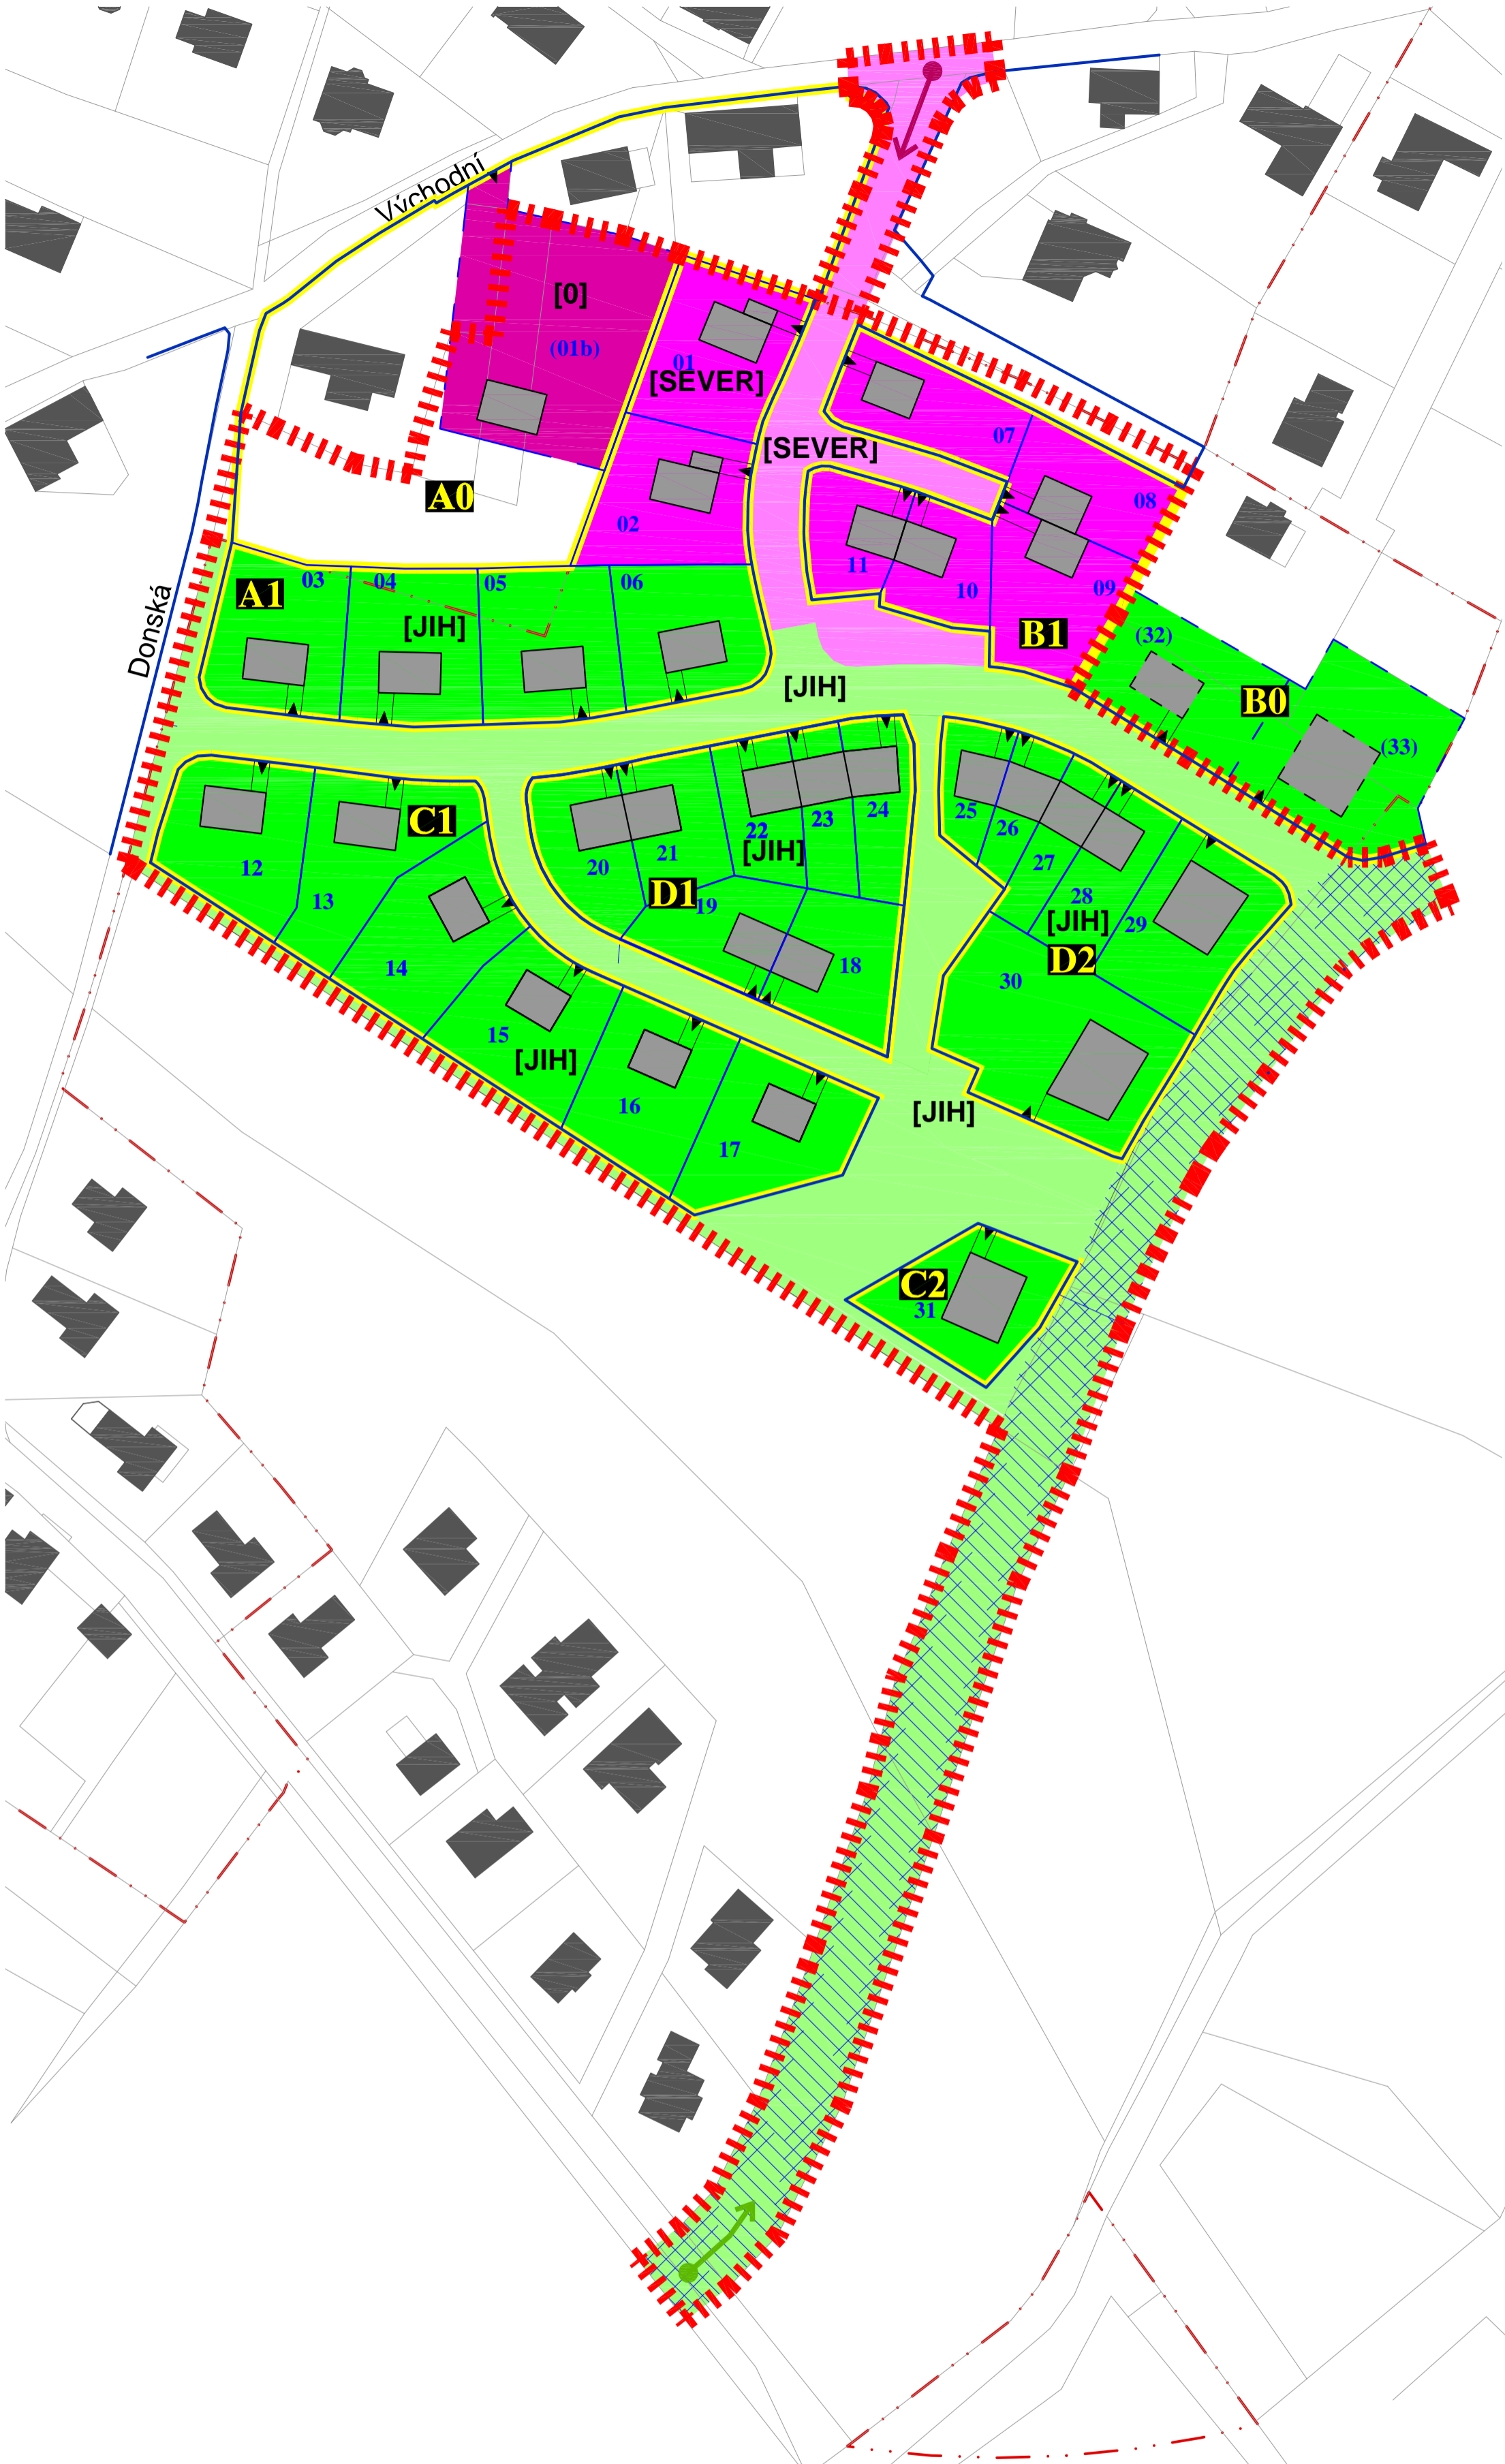 Východní
[0]
(01b)
01
[SEVER]
07
[SEVER]
A0
08
02
11
10
09
A1
03
04
05
06
Donská
[JIH]
B1
(32)
[JIH]
B0
(33)
C1
12
13
20
21
22
23
24
[JIH]
D1
19
18
25
26
27
28
29
[JIH]
D2
30
14
15
[JIH]
16
17
[JIH]
C2
31